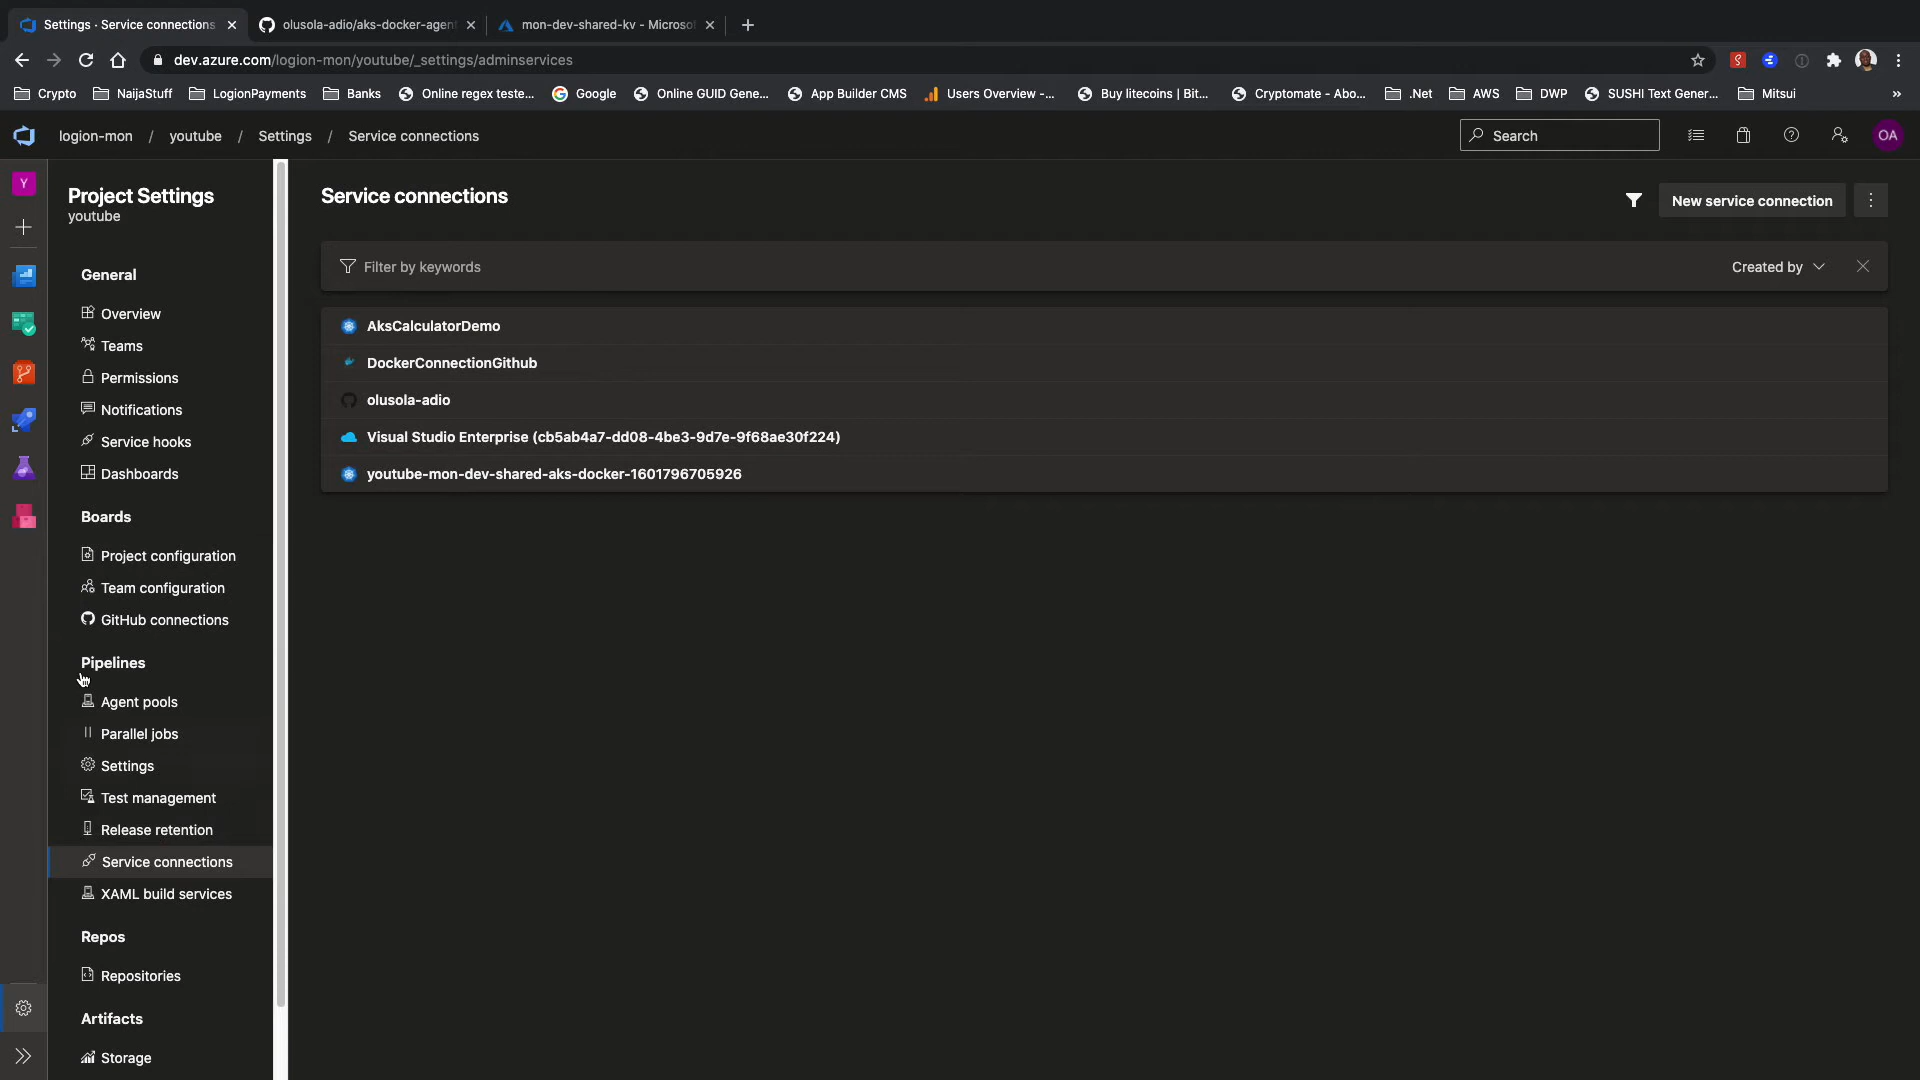 Settings · Service connections
olusola-adio/aks-docker-agent
mon-dev-shared-kv - Microsof
dev.azure.com/logion-mon/youtube/_settings/adminservices
Crypto
NaijaStuff
LogionPayments
Banks
Online regex teste...
Google
Online GUID Gene...
App Builder CMS
Users Overview -...
Buy litecoins | Bit...
Cryptomate - Abo...
.Net
AWS
DWP
SUSHI Text Gener...
Mitsui
»
logion-mon / youtube / Settings / Service connections
Search
OA
Y
Project Settings
youtube
General
Overview
Teams
Permissions
Notifications
Service hooks
Dashboards
Boards
Project configuration
Team configuration
GitHub connections
Pipelines
Agent pools
Parallel jobs
Settings
Test management
Release retention
Service connections
XAML build services
Repos
Repositories
Artifacts
Storage
Service connections
New service connection
Filter by keywords
Created by
AksCalculatorDemo
DockerConnectionGithub
olusola-adio
Visual Studio Enterprise (cb5ab4a7-dd08-4be3-9d7e-9f68ae30f224)
youtube-mon-dev-shared-aks-docker-1601796705926